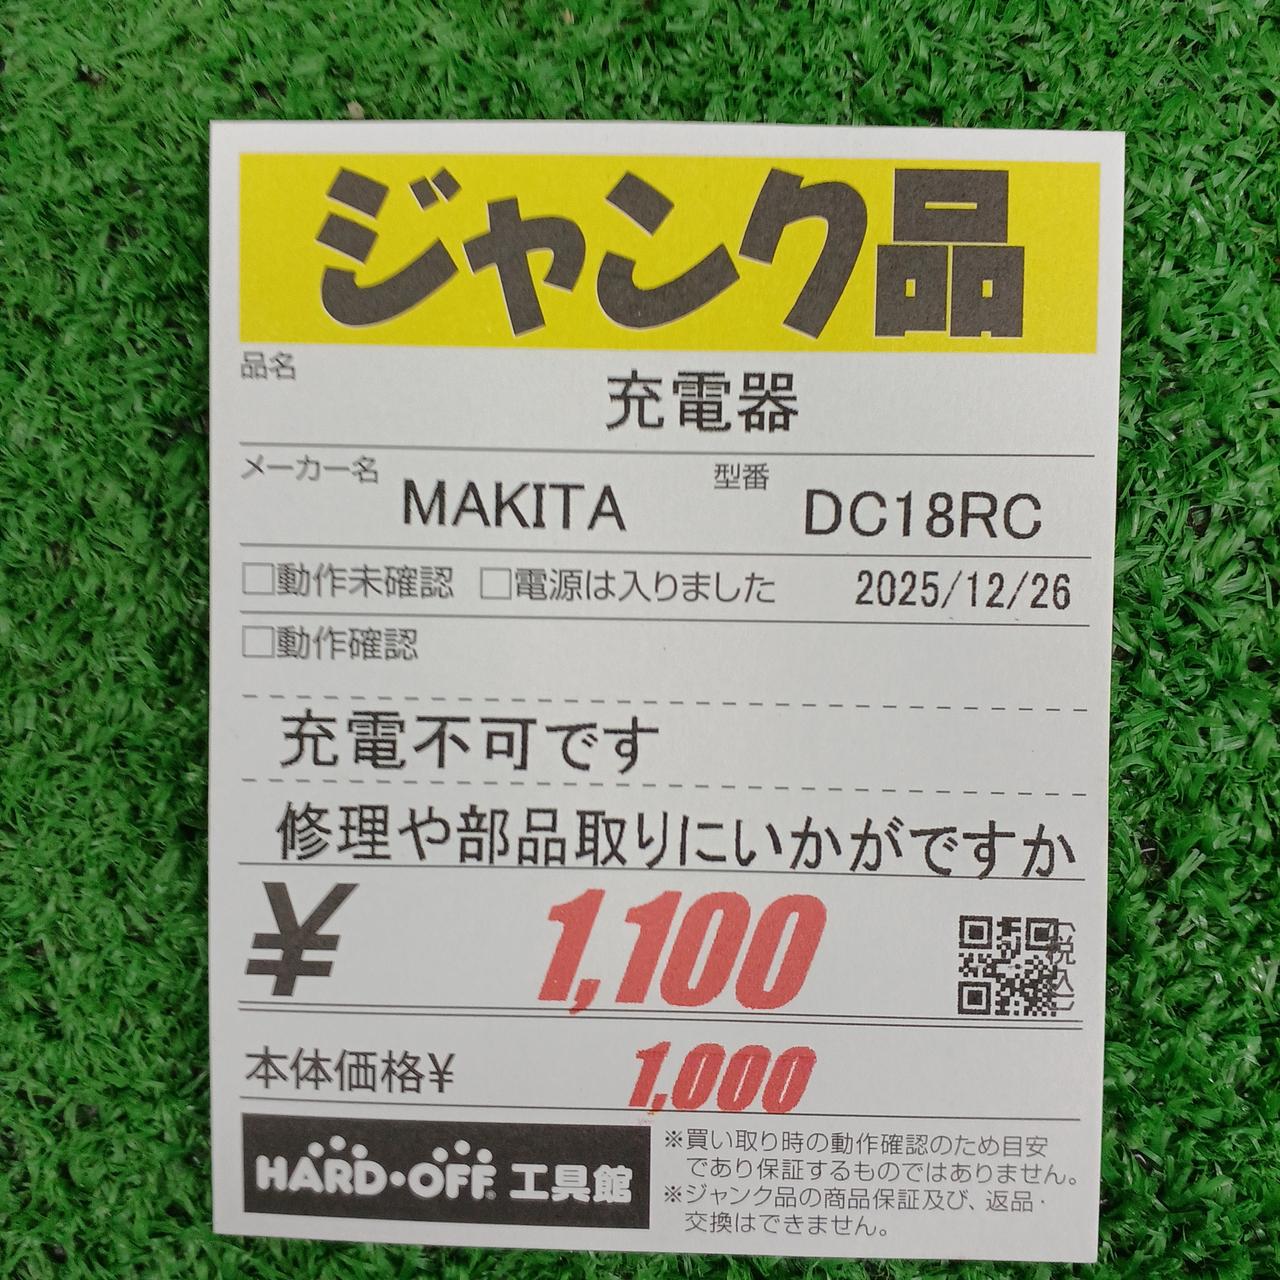 ジャンク品
品名 充電器
メーカー名 MAKITA 型番 DC18RC
□動作未確認 □電源は入りました 2025/12/26
□動作確認
充電不可です
修理や部品取りにいかがですか
¥ 1,100 (税込)
本体価格¥ 1,000
HARD・OFF 工具館
※買い取り時の動作確認のため目安
であり保証するものではありません。
※ジャンク品の商品保証及び、返品・
交換はできません。